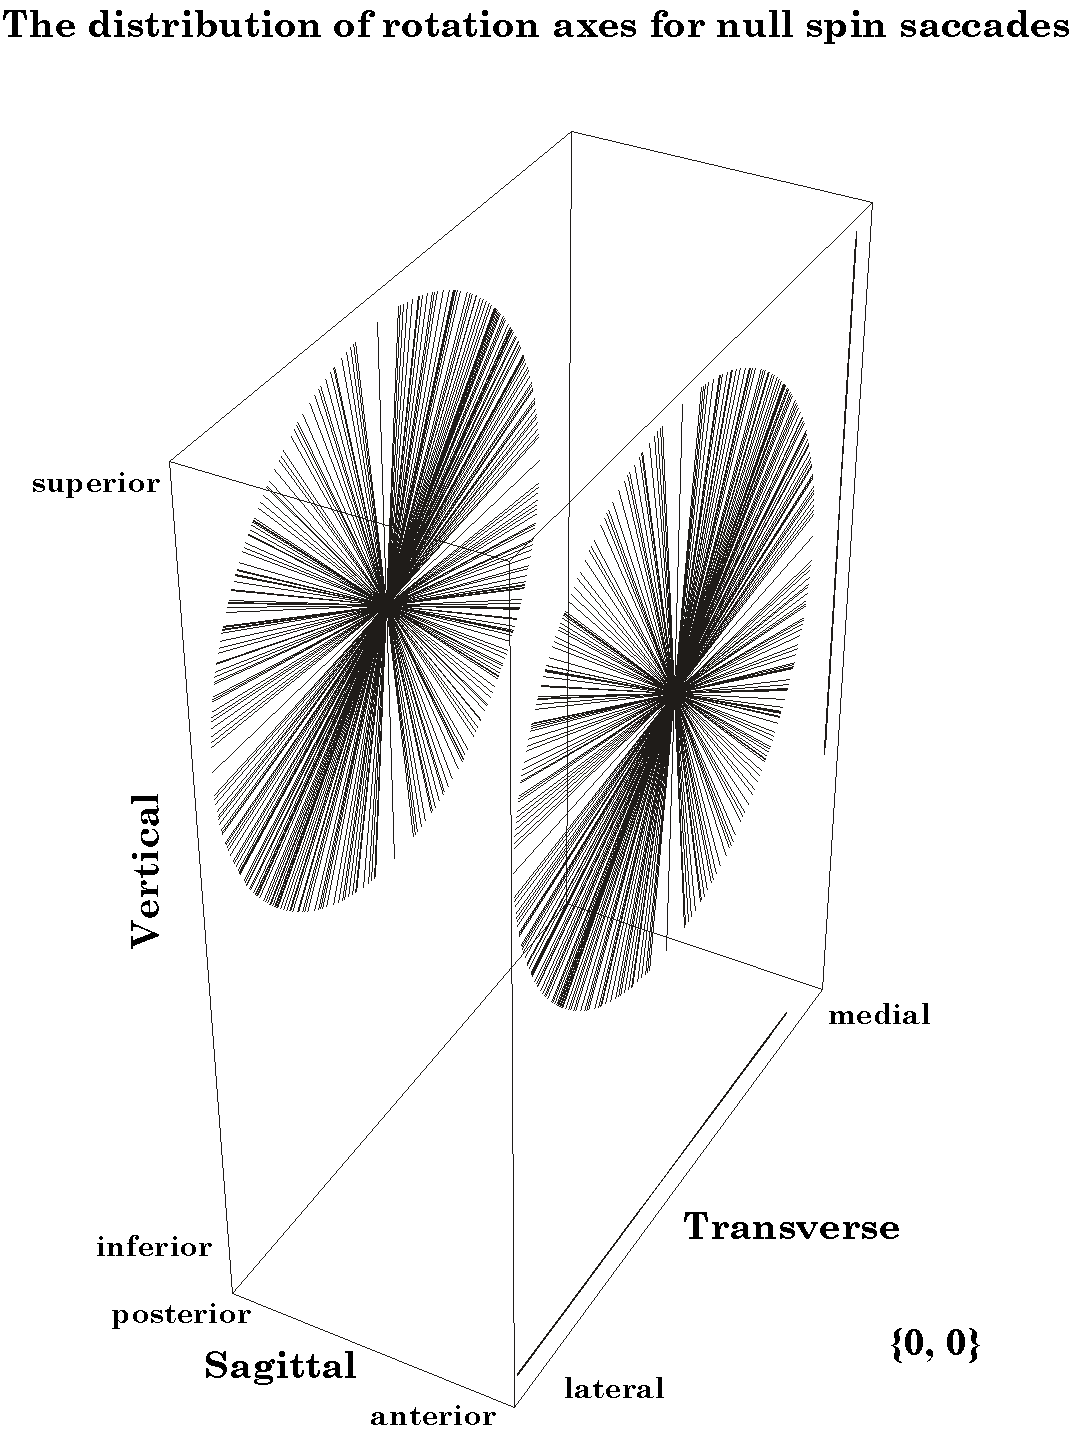 The distribution of rotation axes for null spin saccades
superior
Vertical
medial
Transverse
inferior
posterior
{0, 0}
Sagittal
lateral
anterior